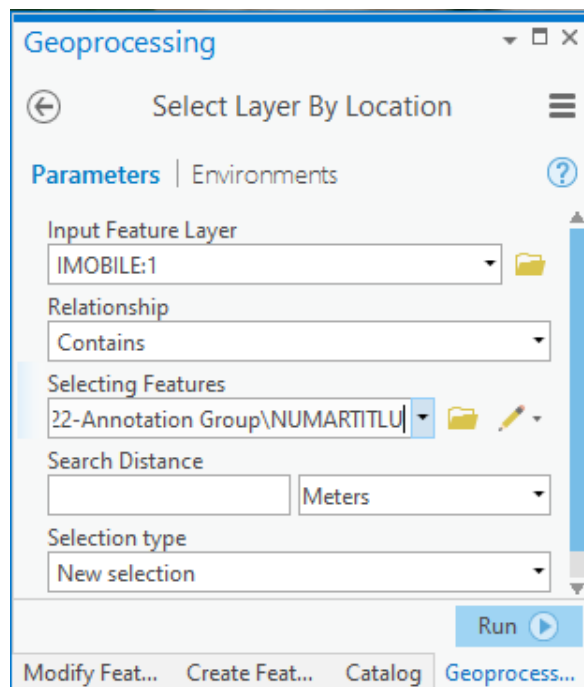 Geoprocessing
Select Layer By Location
Parameters | Environments
Input Feature Layer
IMOBILE:1
Relationship
Contains
Selecting Features
22-Annotation Group\NUMARTITLU
Search Distance
Meters
Selection type
New selection
Run
Modify Feat... Create Feat... Catalog Geoprocess...